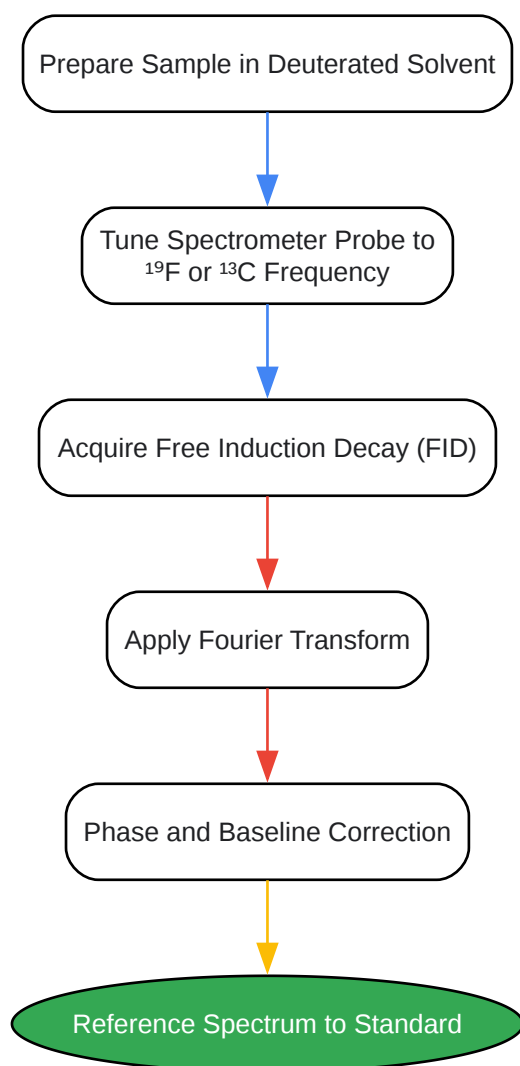 Prepare Sample in Deuterated Solvent
Tune Spectrometer Probe to
¹⁹F or ¹³C Frequency
Acquire Free Induction Decay (FID)
Apply Fourier Transform
Phase and Baseline Correction
Reference Spectrum to Standard